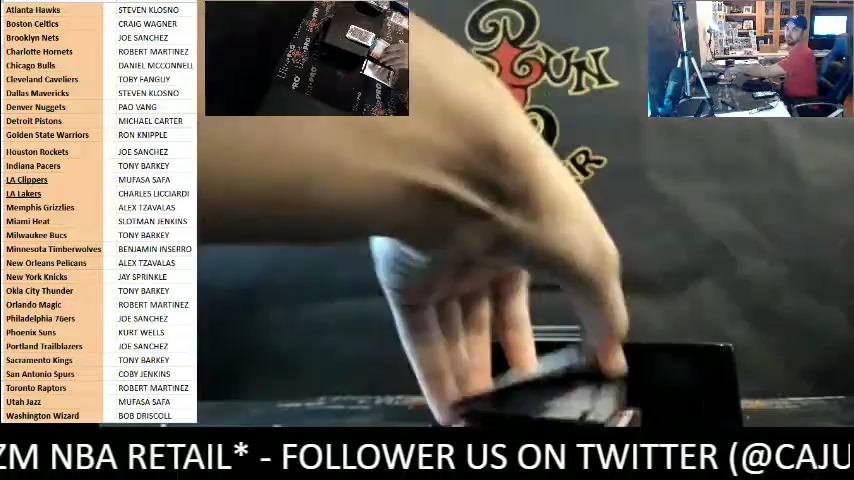 Atlanta Hawks STEVEN KLOSNO
Boston Celtics CRAIG WAGNER
Brooklyn Nets JOE SANCHEZ
Charlotte Hornets ROBERT MARTINEZ
Chicago Bulls DANIEL MCCONNELL
Cleveland Cavaliers TOBY FANGUY
Dallas Mavericks STEVEN KLOSNO
Denver Nuggets PAO VANG
Detroit Pistons MICHAEL CARTER
Golden State Warriors RON KNIPPLE
Houston Rockets JOE SANCHEZ
Indiana Pacers TONY BARKEY
LA Clippers MUFASA SAFA
LA Lakers CHARLES LICCIARDI
Memphis Grizzlies ALEX TZAVALAS
Miami Heat SLOTMAN JENKINS
Milwaukee Bucs TONY BARKEY
Minnesota Timberwolves BENJAMIN INSERRO
New Orleans Pelicans ALEX TZAVALAS
New York Knicks JAY SPRINKLE
Okla City Thunder TONY BARKEY
Orlando Magic ROBERT MARTINEZ
Philadelphia 76ers JOE SANCHEZ
Phoenix Suns KURT WELLS
Portland Trailblazers JOE SANCHEZ
Sacramento Kings TONY BARKEY
San Antonio Spurs COBY JENKINS
Toronto Raptors ROBERT MARTINEZ
Utah Jazz MUFASA SAFA
Washington Wizard BOB DRISCOLL
ZM NBA RETAIL* - FOLLOWER US ON TWITTER (@CAJU